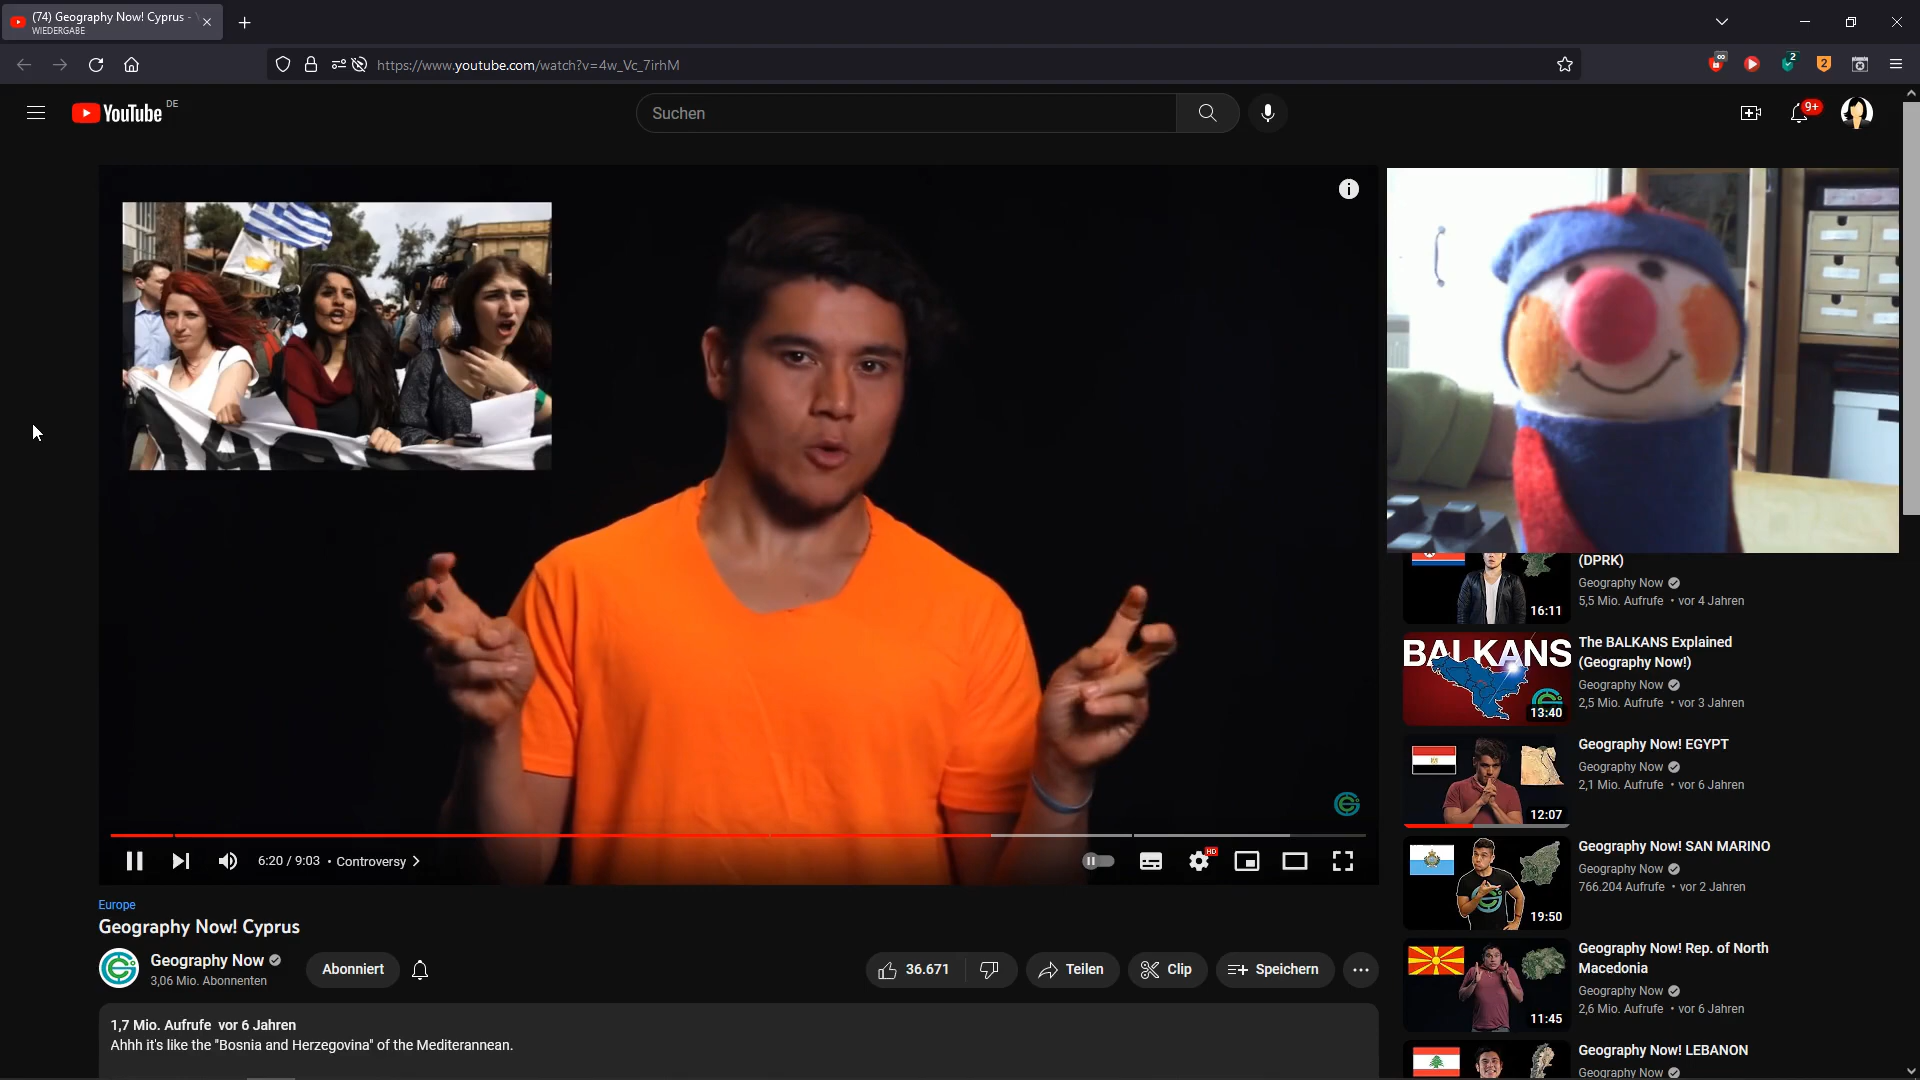 (74) Geography Now! Cyprus -
WIEDERGABE
https://www.youtube.com/watch?v=4w_Vc_7irhM
∞
2
2
YouTube DE
Suchen
9+
6:20 / 9:03 • Controversy
HD
Europe
Geography Now! Cyprus
Geography Now
3,06 Mio. Abonnenten
Abonniert
36.671
Teilen
Clip
Speichern
1,7 Mio. Aufrufe vor 6 Jahren
Ahhh it's like the "Bosnia and Herzegovina" of the Mediterannean.
(DPRK)
Geography Now
5,5 Mio. Aufrufe • vor 4 Jahren
16:11
BALKANS
13:40
The BALKANS Explained
(Geography Now!)
Geography Now
2,5 Mio. Aufrufe • vor 3 Jahren
12:07
Geography Now! EGYPT
Geography Now
2,1 Mio. Aufrufe • vor 6 Jahren
19:50
Geography Now! SAN MARINO
Geography Now
766.204 Aufrufe • vor 2 Jahren
11:45
Geography Now! Rep. of North
Macedonia
Geography Now
2,6 Mio. Aufrufe • vor 6 Jahren
Geography Now! LEBANON
Geography Now